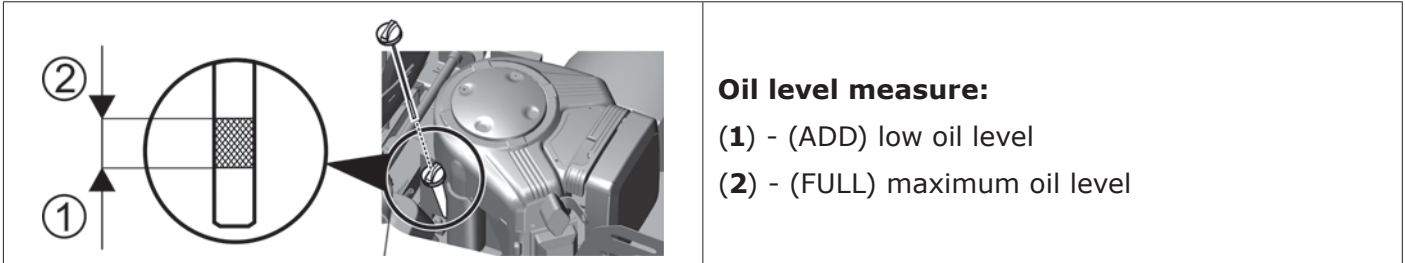 ②
①
Oil level measure:
(1) - (ADD) low oil level
(2) - (FULL) maximum oil level